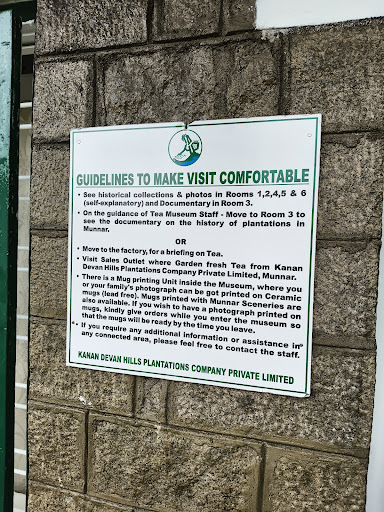 GUIDELINES TO MAKE VISIT COMFORTABLE
• See historical collections & photos in Rooms 1,2,4,5 & 6
(self-explanatory) and Documentary in Room 3.
• On the guidance of Tea Museum Staff - Move to Room 3 to
see the documentary on the history of plantations in
Munnar.
OR
• Move to the factory, for a briefing on Tea.
• Visit Sales Outlet where Garden fresh Tea from Kanan
Devan Hills Plantations Company Private Limited, Munnar.
• There is a Mug printing Unit inside the Museum, where you
or your family's photograph can be got printed on Ceramic
mugs (lead free). Mugs printed with Munnar Sceneries are
also available. If you wish to have a photograph printed on
mugs, kindly give orders while you enter the museum so
that the mugs will be ready by the time you leave.
• If you require any additional information or assistance in
any connected area, please feel free to contact the staff.
KANAN DEVAN HILLS PLANTATIONS COMPANY PRIVATE LIMITED